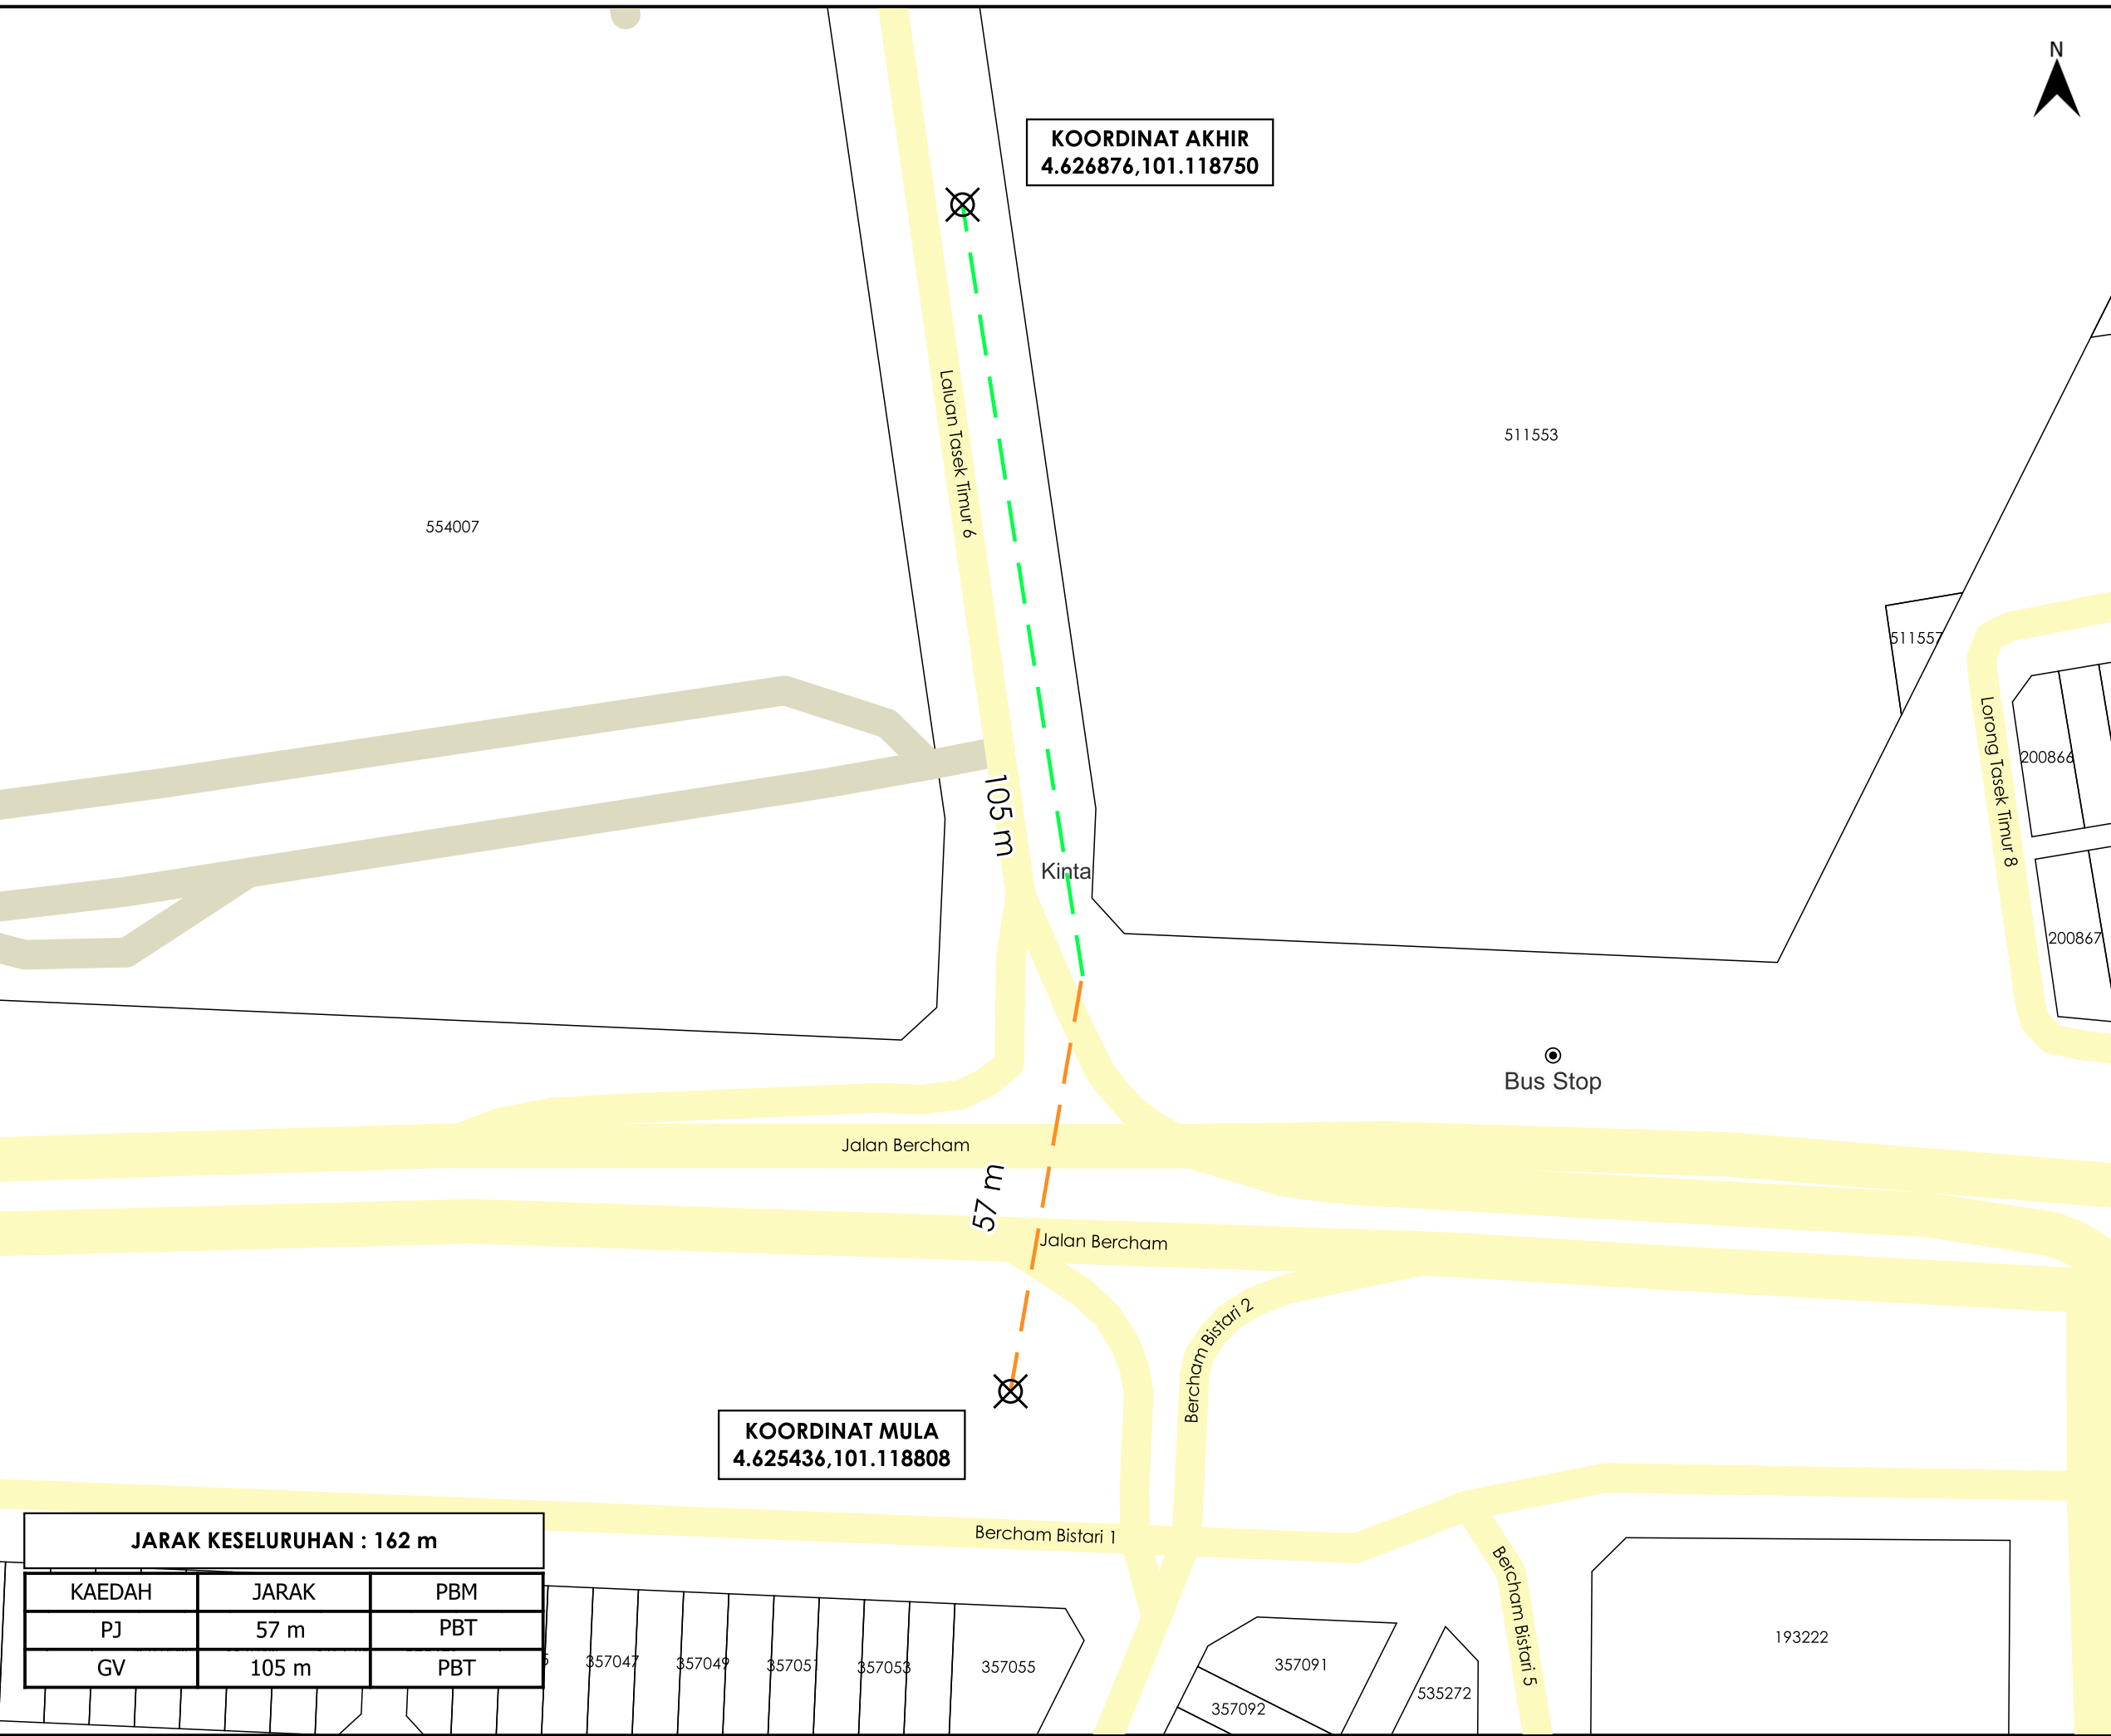 N
KOORDINAT AKHIR
4.626876,101.118750
Laluan Tasek Timur 6
511553
554007
511557
Lorong Tasek Timur 8
200866
105 m
Kinta
200867
Bus Stop
Jalan Bercham
57 m
Jalan Bercham
Bercham Bistari 2
KOORDINAT MULA
4.625436,101.118808
Bercham Bistari 1
JARAK KESELURUHAN : 162 m
KAEDAH JARAK PBM
PJ 57 m PBT
GV 105 m PBT
357047
357049
357051
357053
357055
357091
357092
535272
Bercham Bistari 5
193222